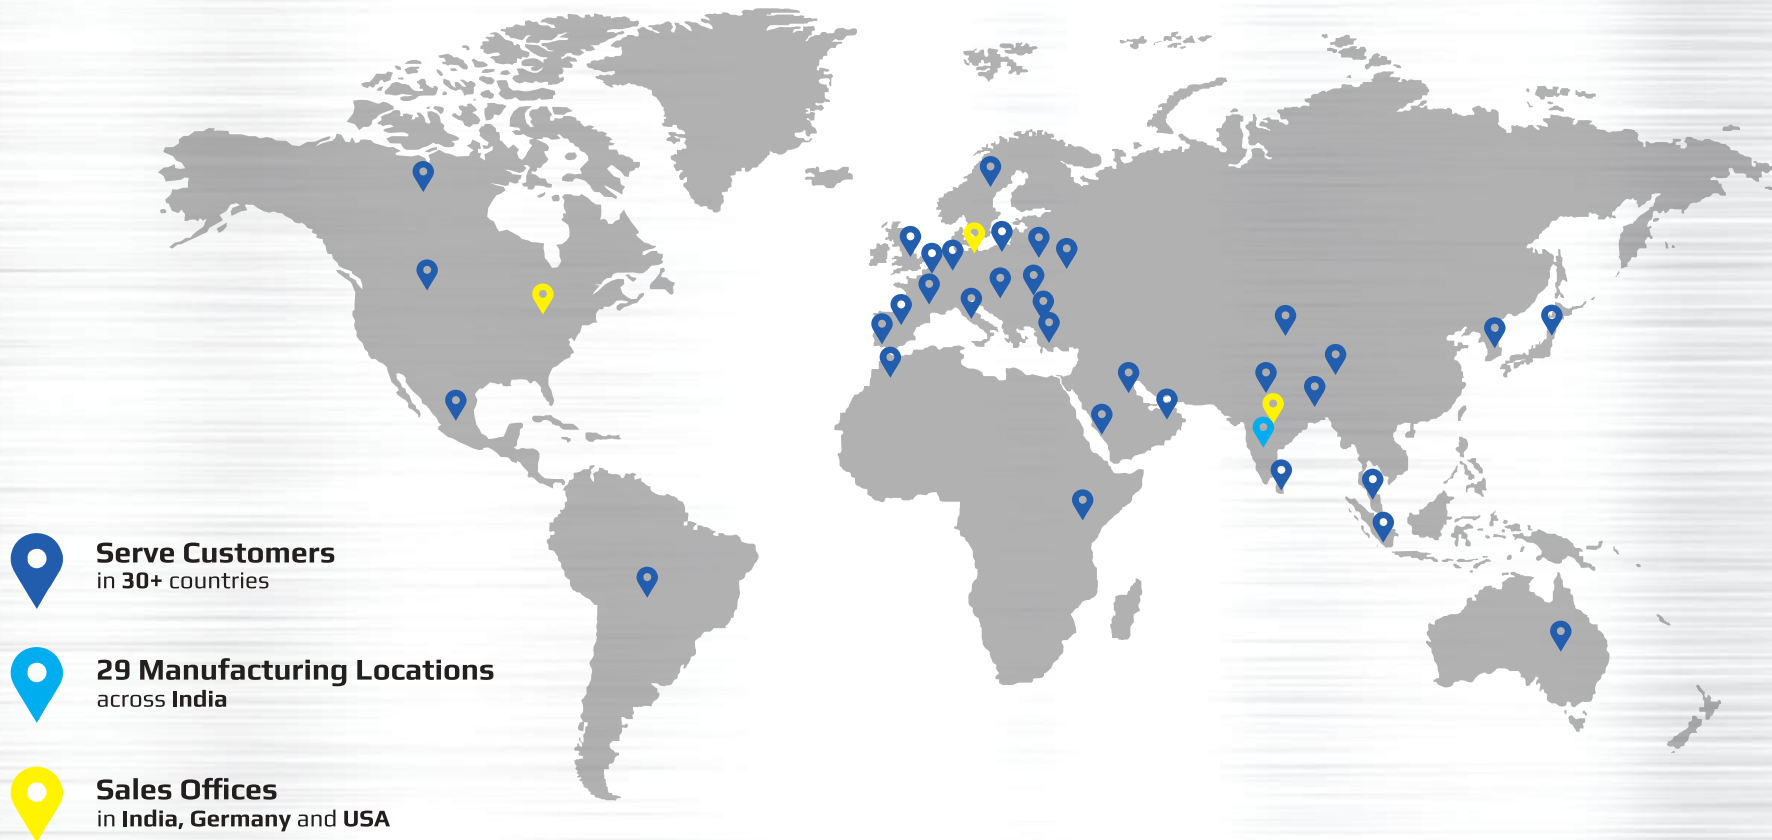 Serve Customers
in 30+ countries
29 Manufacturing Locations
across India
Sales Offices
in India, Germany and USA